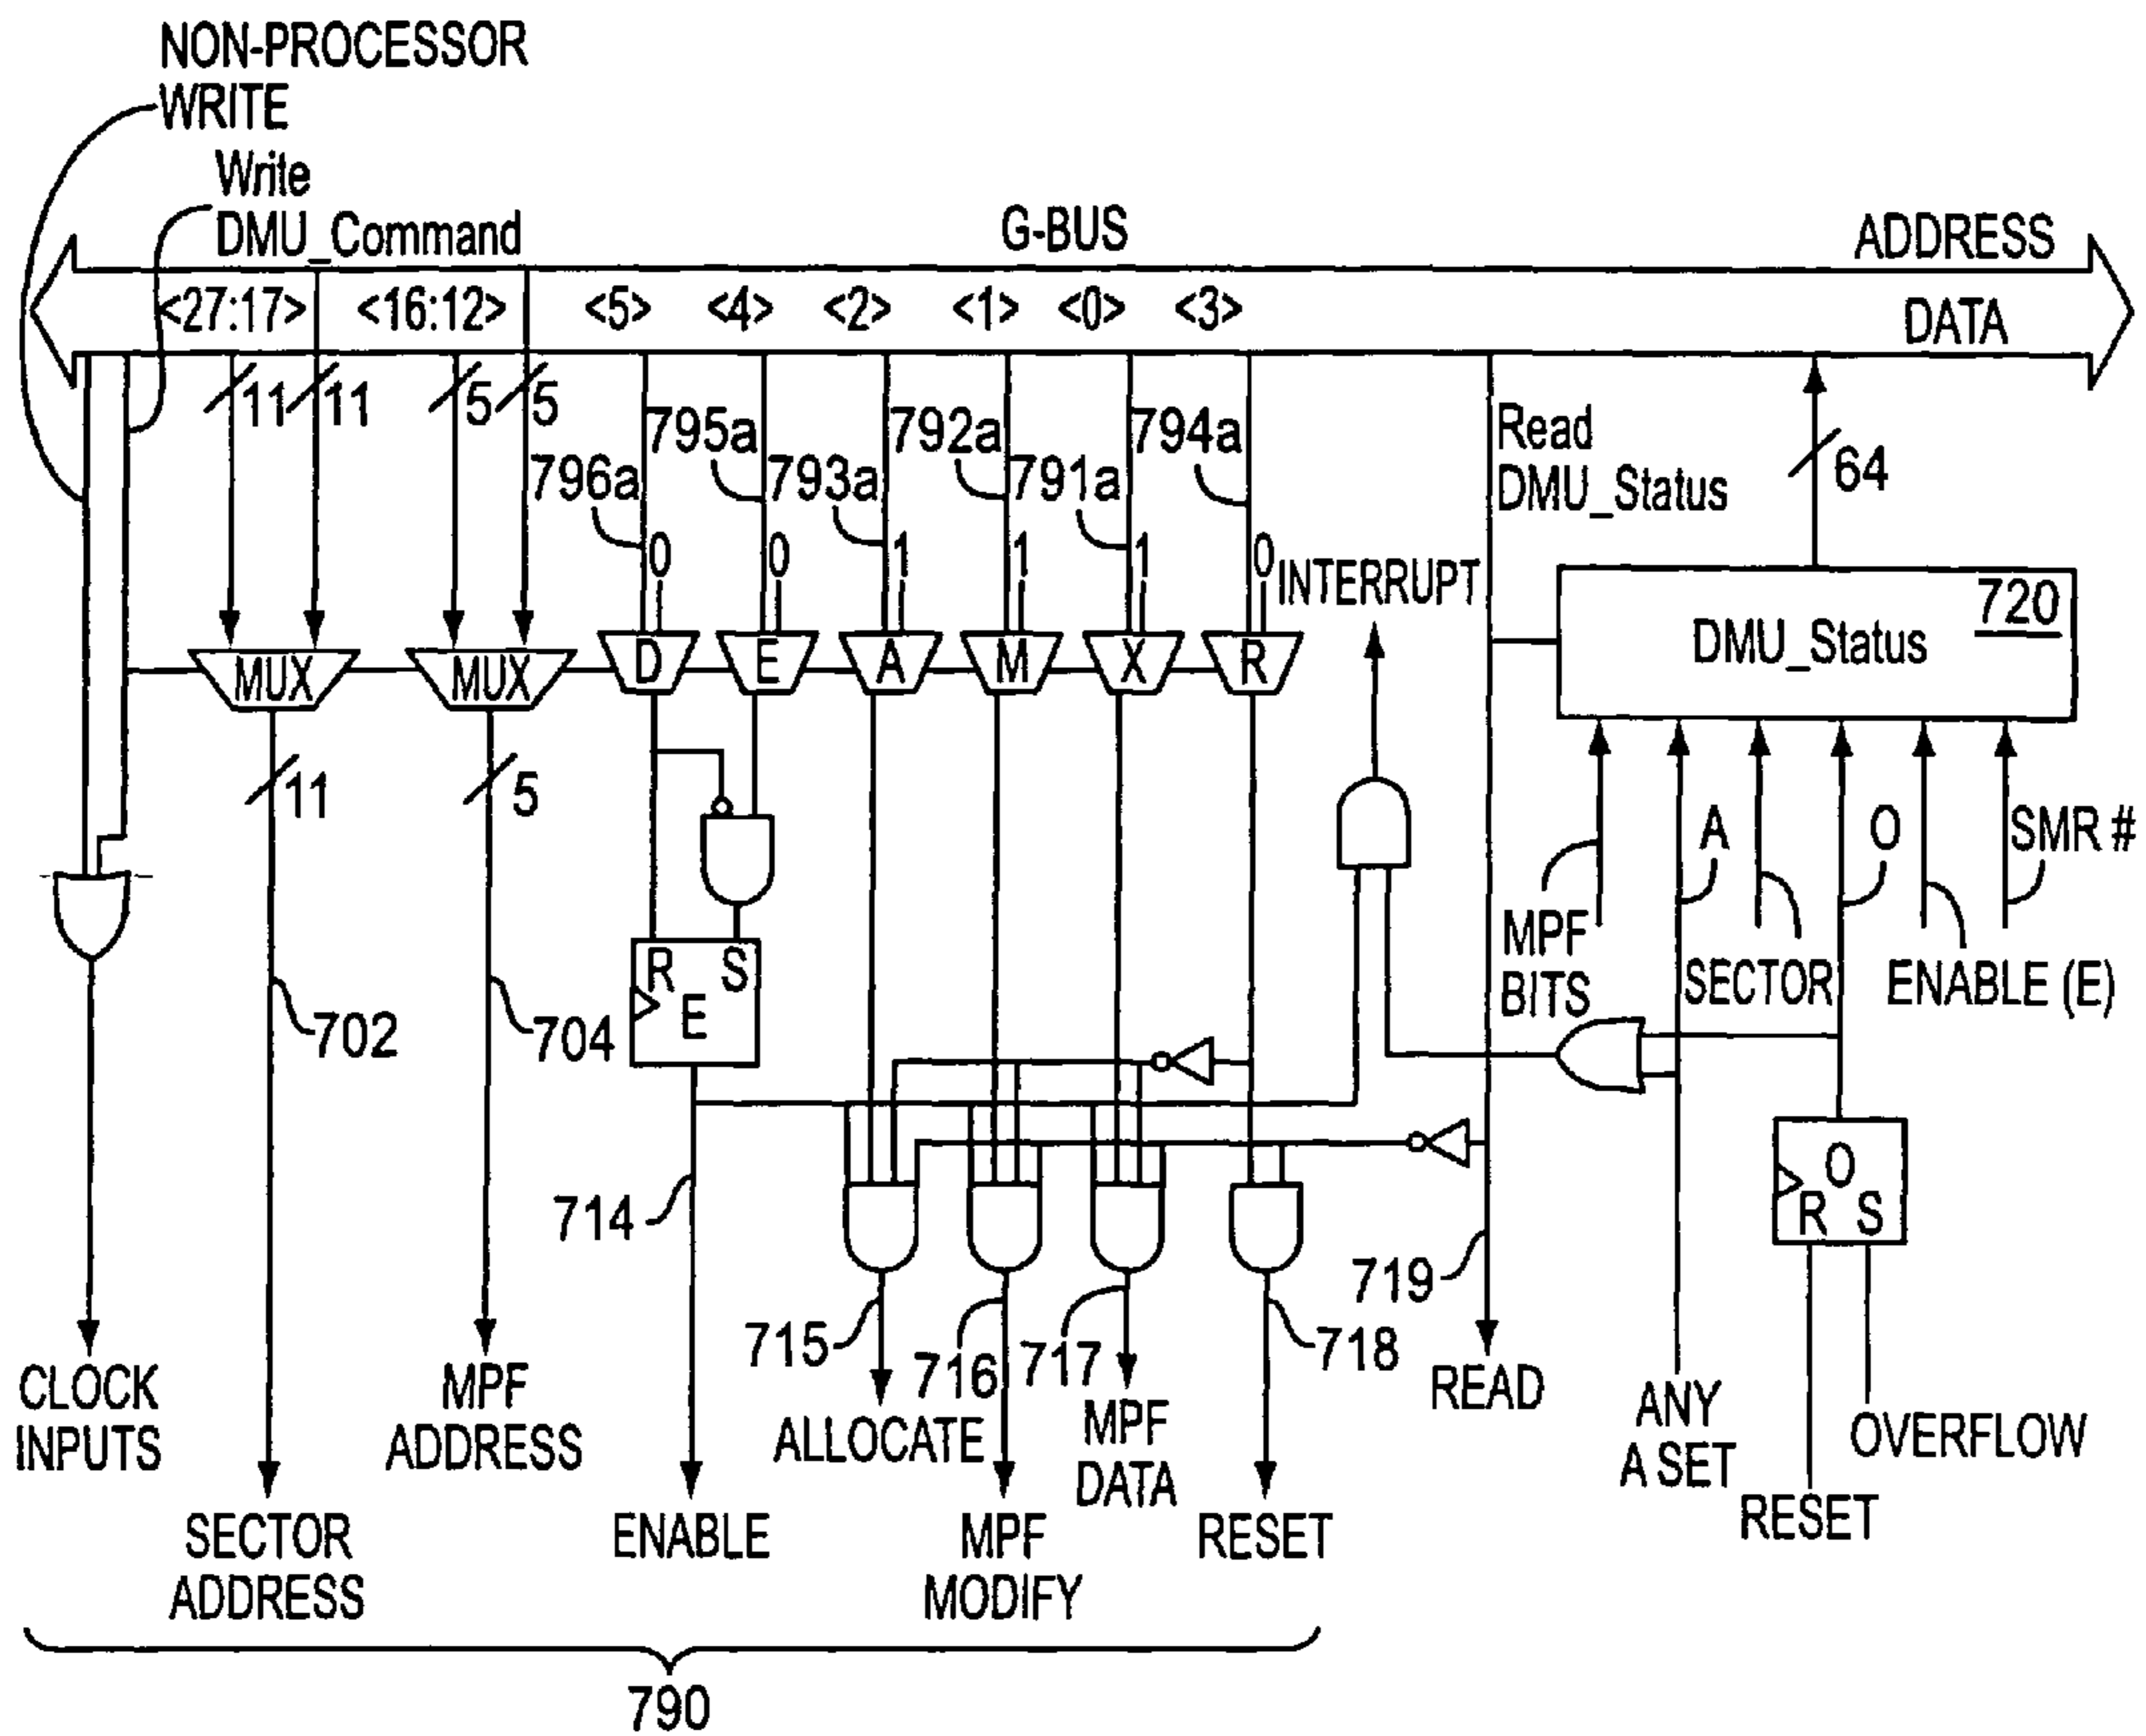 NON-PROCESSOR
WRITE
Write
DMU_Command
G-BUS
ADDRESS
<27:17>
<16:12>
<5>
<4>
<2>
<1>
<0>
<3>
DATA
11
11
5
5
796a
795a
793a
792a
791a
794a
Read
DMU_Status
64
0
0
1
1
1
0
INTERRUPT
720
DMU_Status
MUX
MUX
D
E
A
M
X
R
11
5
A
O
SMR #
MPF
BITS
SECTOR
ENABLE (E)
R S
E
702
704
O
R S
714
715
716
717
718
719
CLOCK
INPUTS
MPF
ADDRESS
ALLOCATE
MPF
DATA
READ
ANY
A SET
OVERFLOW
RESET
SECTOR
ADDRESS
ENABLE
MPF
MODIFY
RESET
790